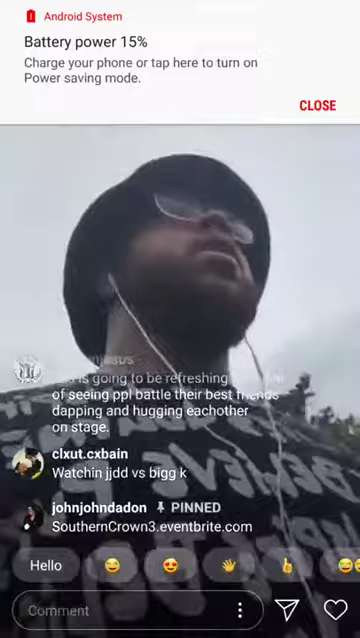 Android System
Battery power 15%
Charge your phone or tap here to turn on
Power saving mode.
CLOSE
is going to be refreshing
of seeing ppl battle their best friends
dapping and hugging eachother
on stage.
clxut.cxbain
Watchin jjdd vs bigg k
johnjohndadon PINNED
SouthernCrown3.eventbrite.com
Hello
Comment